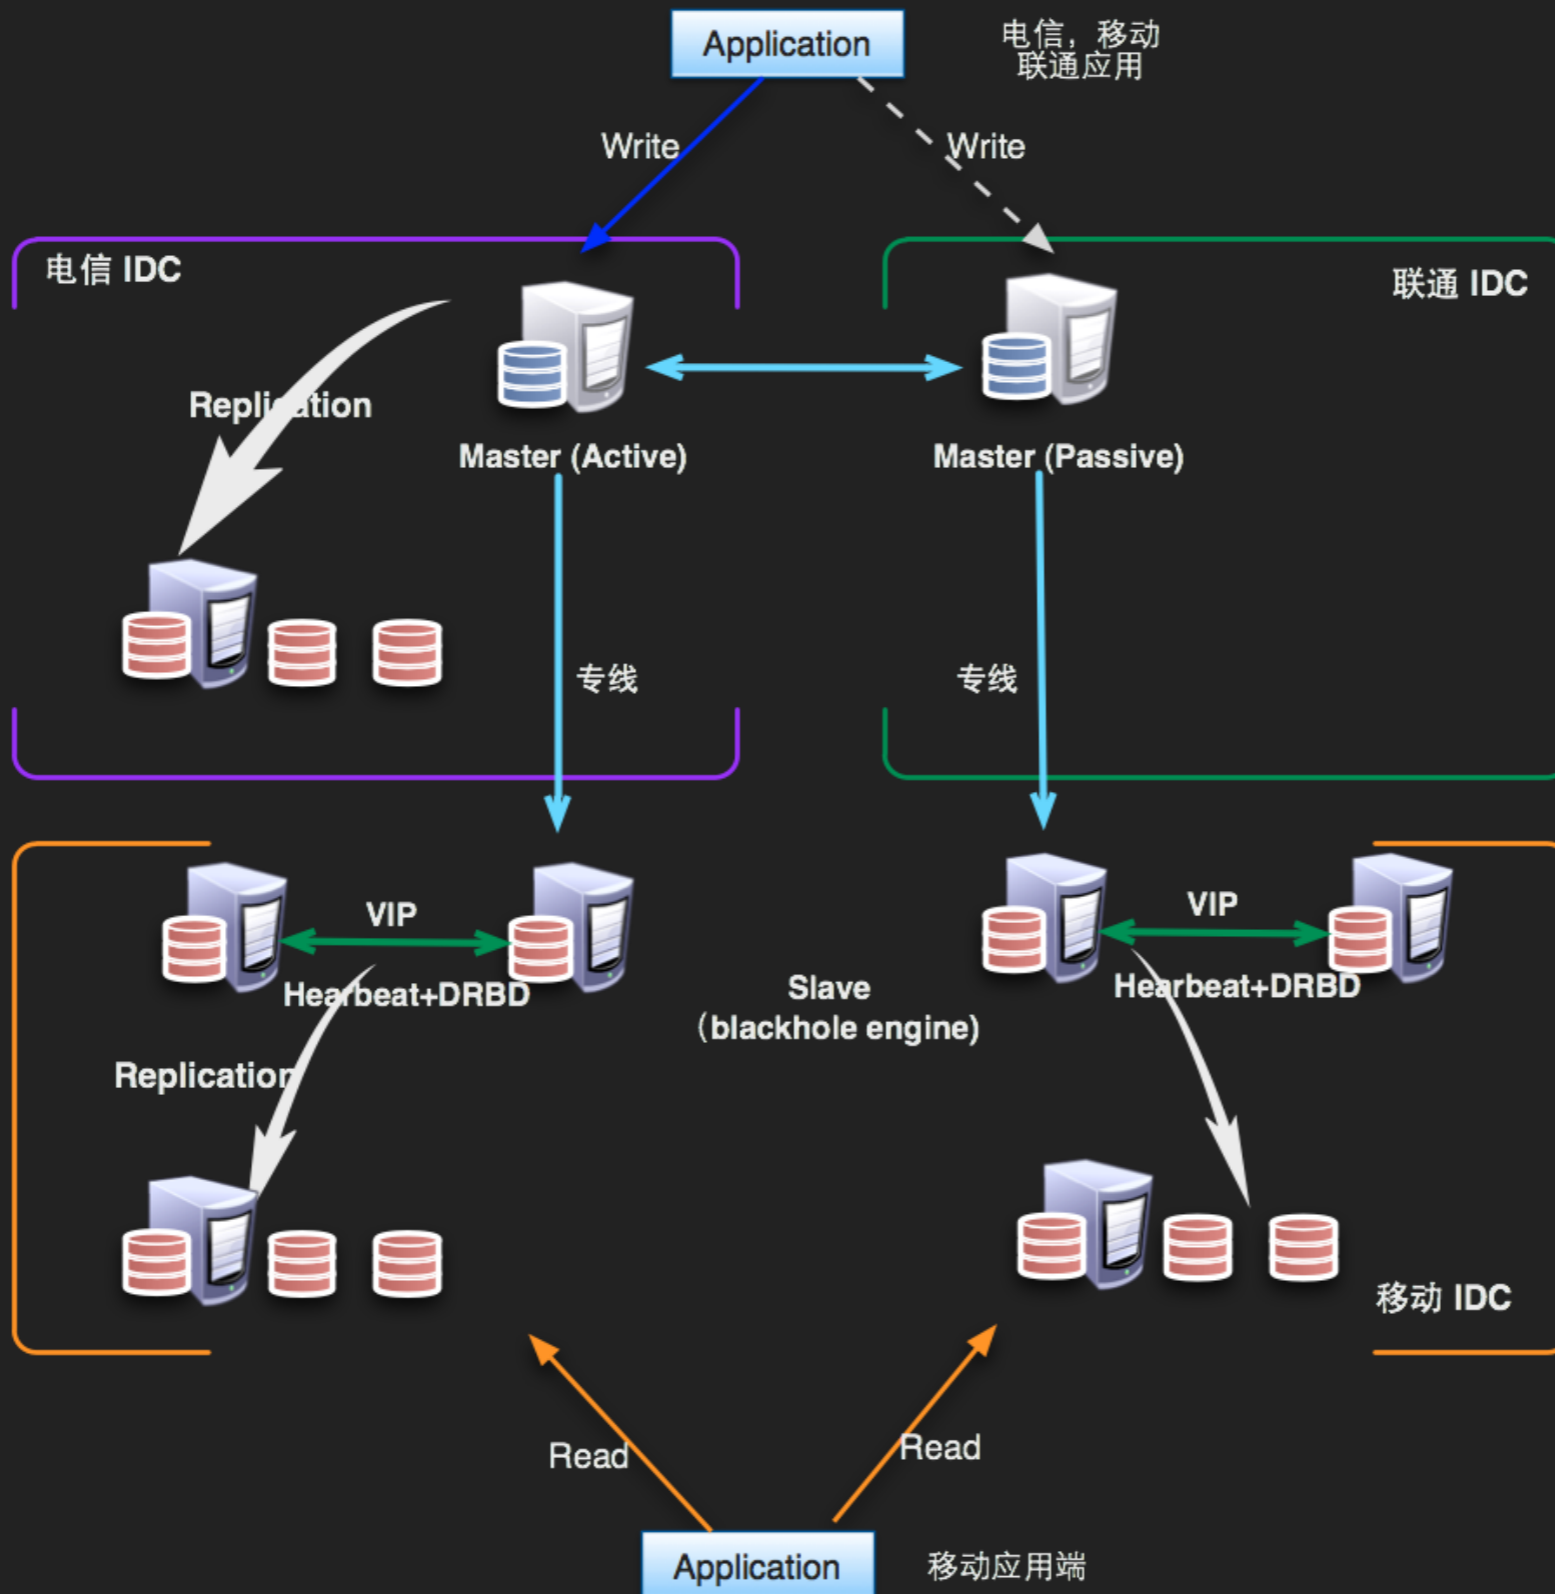 Application
电信，移动
联通应用
Write
Write
电信 IDC
联通 IDC
Replication
Master (Active)
Master (Passive)
专线
专线
VIP
VIP
Hearbeat+DRBD
Hearbeat+DRBD
Slave
（blackhole engine)
Replication
移动 IDC
Read
Read
Application
移动应用端